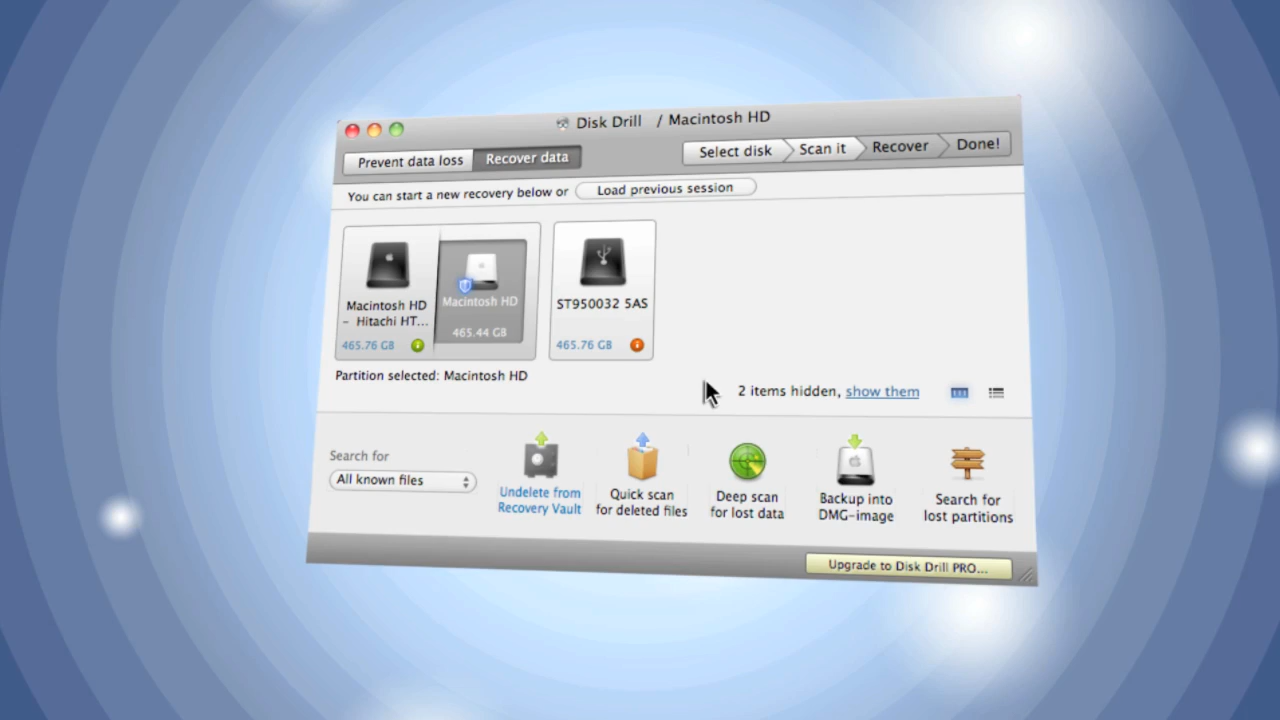 Disk Drill / Macintosh HD
Prevent data loss
Recover data
Select disk
Scan it
Recover
Done!
You can start a new recovery below or
Load previous session
Macintosh HD
- Hitachi HT...
465.76 GB
Macintosh HD
465.44 GB
ST950032 5AS
465.76 GB
Partition selected: Macintosh HD
2 items hidden, show them
Search for
All known files
Undelete from
Recovery Vault
Quick scan
for deleted files
Deep scan
for lost data
Backup into
DMG-image
Search for
lost partitions
Upgrade to Disk Drill PRO...